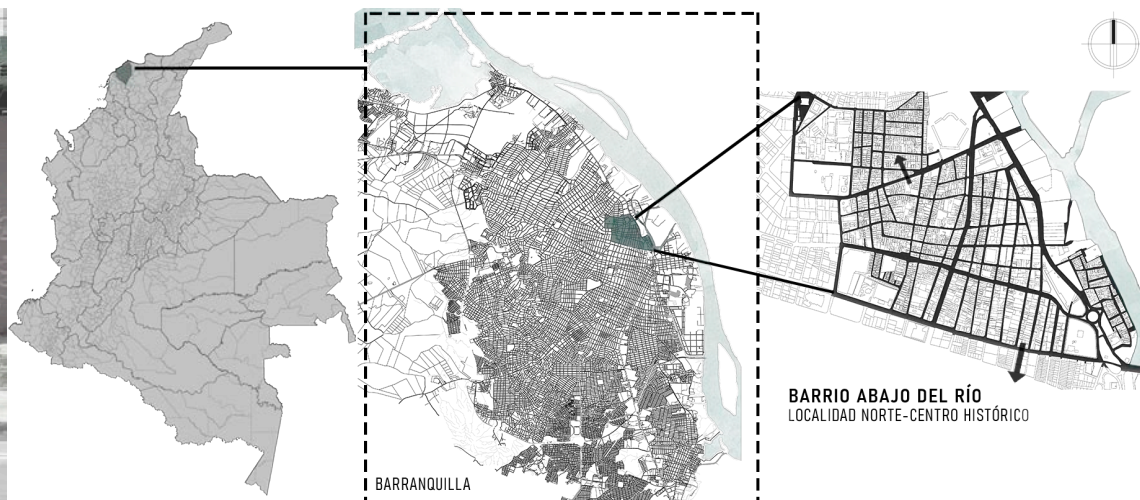 BARRANQUILLA
BARRIO ABAJO DEL RÍO
LOCALIDAD NORTE-CENTRO HISTÓRICO